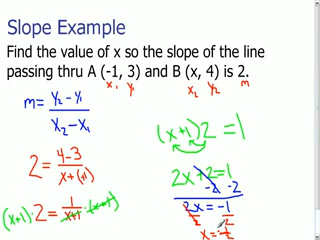 Slope Example
Find the value of x so the slope of the line
passing thru A (-1, 3) and B (x, 4) is 2.
x₁ y₁ x₂ y₂ m
m = y₂ - y₁ / x₂ - x₁
2 = 4-3 / x+(+1)
(x+1)· 2 = 1 / x+1 ·(x+1)
(x+1)2 = 1
2x+2=1
-2 -2
2x = -1
2 2
x = -1/2